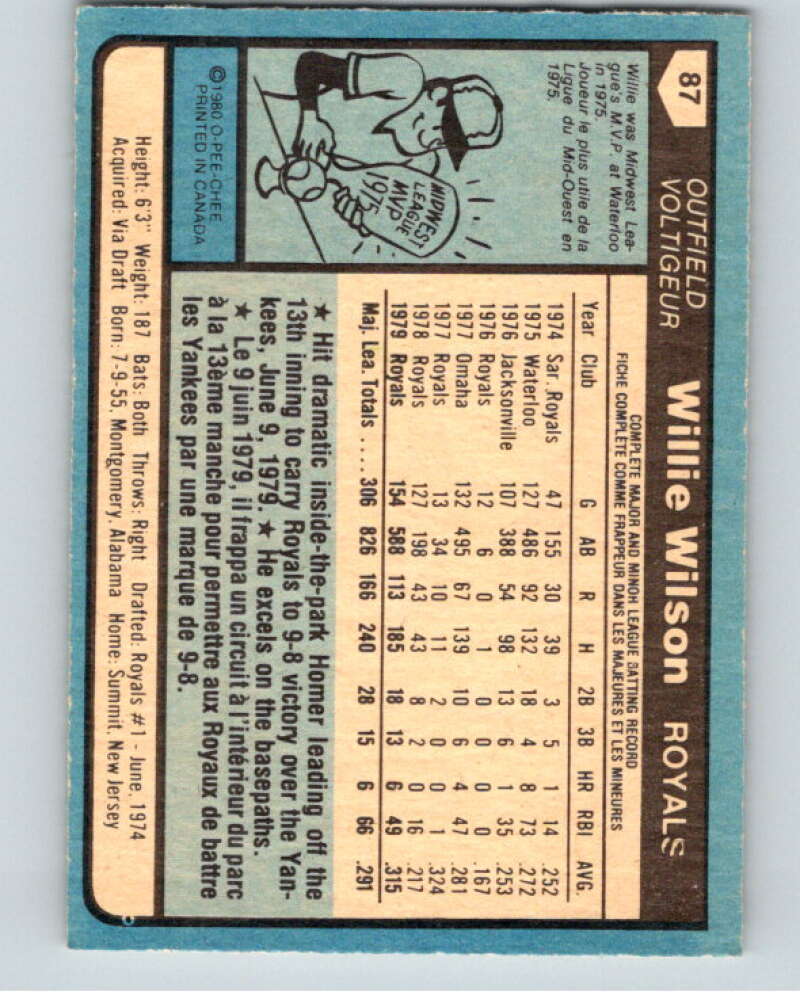 87
OUTFIELD
VOLTIGEUR
Willie Wilson ROYALS
Willie was Midwest Lea-
gue's M.V.P. at Waterloo
in 1975.
Joueur le plus utile de la
Ligue du Mid-Ouest en
1975.
MIDWEST
LEAGUE
MVP
1975
©1980 O-PEE-CHEE
PRINTED IN CANADA
COMPLETE MAJOR AND MINOR LEAGUE BATTING RECORD
FICHE COMPLÈTE COMME FRAPPEUR DANS LES MAJEURES ET LES MINEURES
Year Club G AB R H 2B 3B HR RBI AVG.
1974 Sar. Royals 47 155 30 39 3 5 1 14 .252
1975 Waterloo 127 486 92 132 18 4 8 73 .272
1976 Jacksonville 107 388 54 98 13 6 1 35 .253
1976 Royals 12 6 0 1 0 0 0 0 .167
1977 Omaha 132 495 67 139 10 6 4 47 .281
1977 Royals 13 34 10 11 2 0 0 1 .324
1978 Royals 127 198 43 43 8 2 0 16 .217
1979 Royals 154 588 113 185 18 13 6 49 .315
Maj. Lea. Totals .... 306 826 166 240 28 15 6 66 .291
★ Hit dramatic inside-the-park Homer leading off the
13th inning to carry Royals to 9-8 victory over the Yan-
kees, June 9, 1979. ★ He excels on the basepaths.
★ Le 9 juin 1979, il frappa un circuit à l'intérieur du parc
à la 13ème manche pour permettre aux Royaux de battre
les Yankees par une marque de 9-8.
Height: 6'3" Weight: 187 Bats: Both Throws: Right Drafted: Royals #1 - June, 1974
Acquired: Via Draft Born: 7-9-55, Montgomery, Alabama Home: Summit, New Jersey